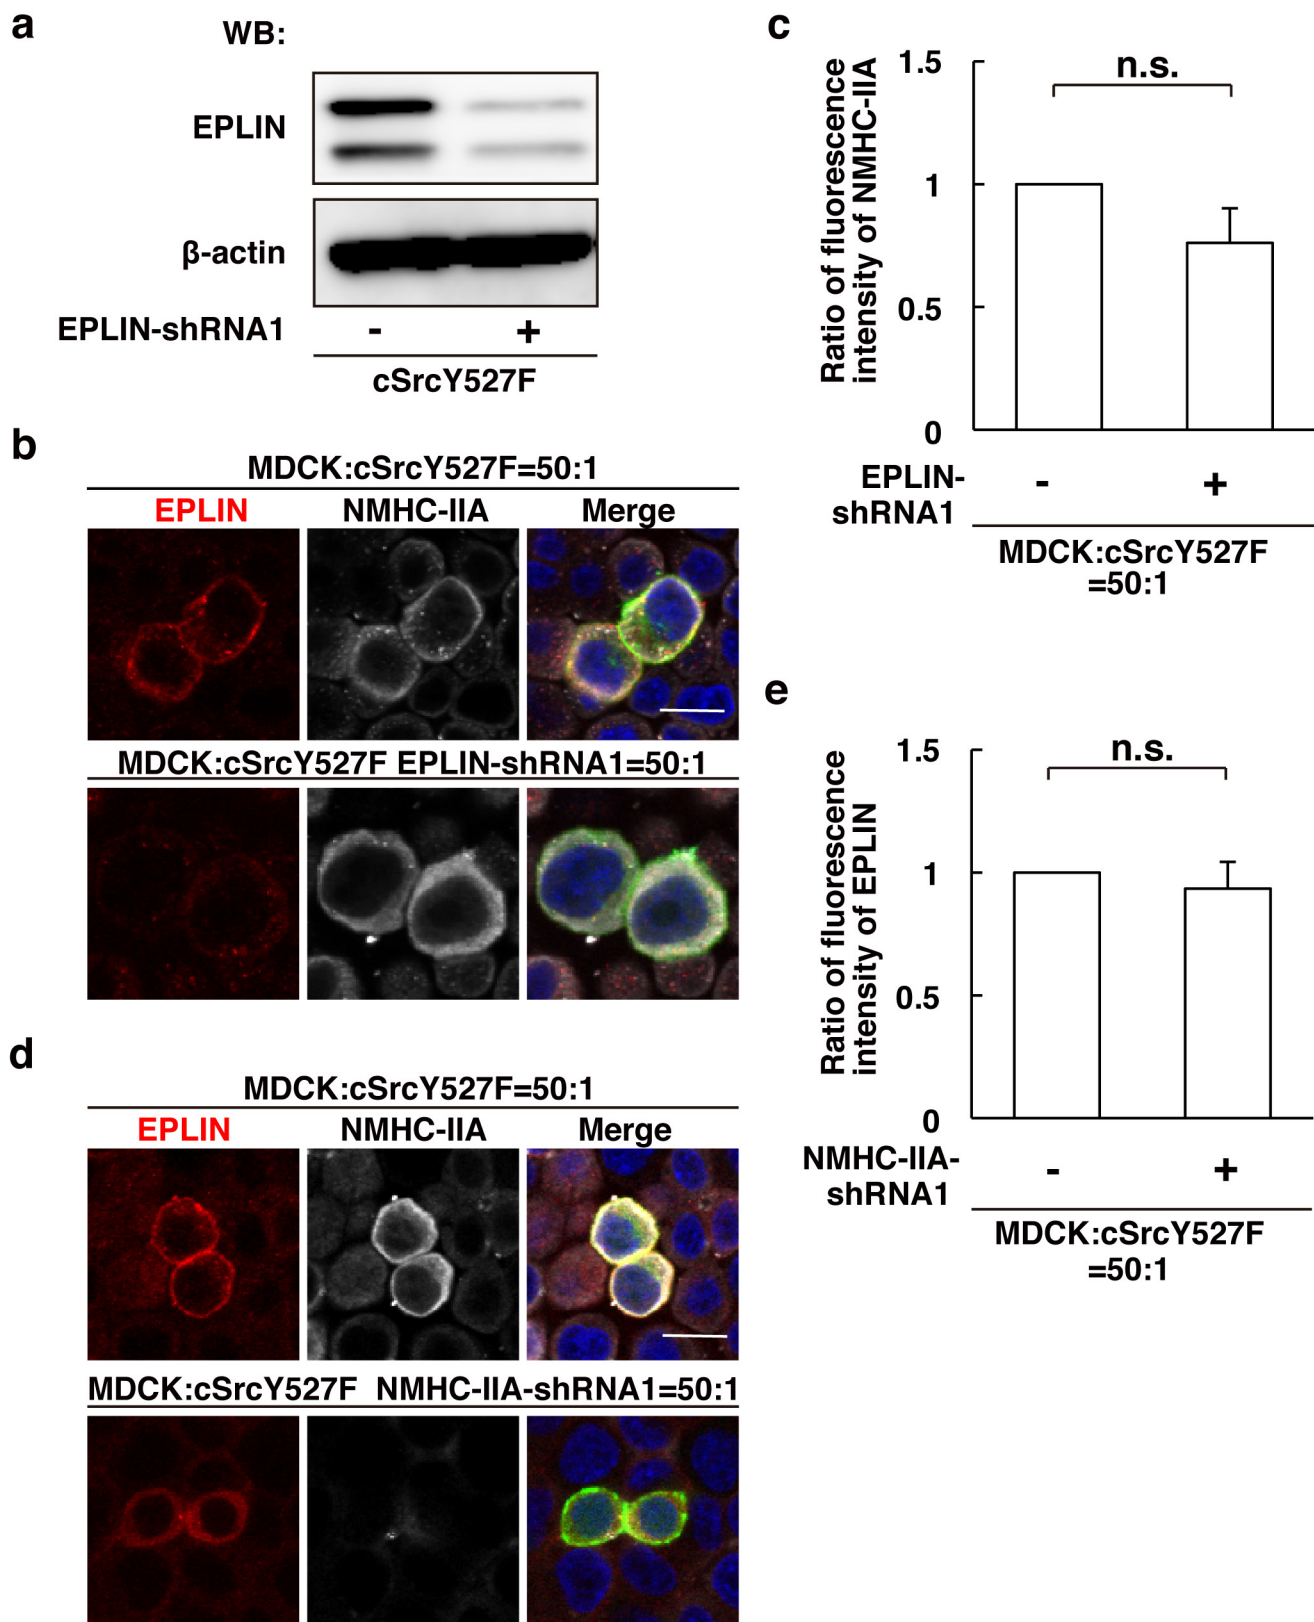 a
WB:
EPLIN
β-actin
EPLIN-shRNA1 - +
cSrcY527F
b
MDCK:cSrcY527F=50:1
EPLIN NMHC-IIA Merge
MDCK:cSrcY527F EPLIN-shRNA1=50:1
c
Ratio of fluorescence
intensity of NMHC-IIA
1.5
1
0.5
0
n.s.
EPLIN-
shRNA1
- +
MDCK:cSrcY527F
=50:1
d
MDCK:cSrcY527F=50:1
EPLIN NMHC-IIA Merge
MDCK:cSrcY527F NMHC-IIA-shRNA1=50:1
e
Ratio of fluorescence
intensity of EPLIN
1.5
1
0.5
0
n.s.
NMHC-IIA-
shRNA1
- +
MDCK:cSrcY527F
=50:1